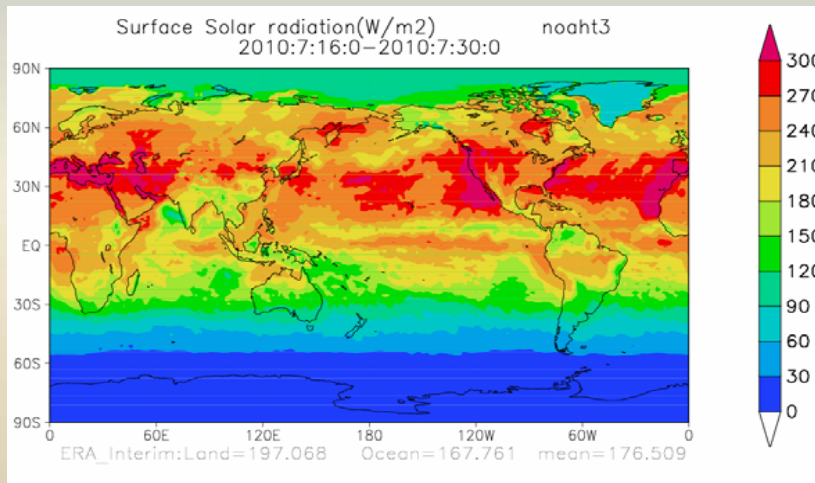 Surface Solar radiation(W/m2) noaht3
2010:7:16:0-2010:7:30:0
90N
60N
30N
EQ
30S
60S
90S
0 60E 120E 180 120W 60W 0
300
270
240
210
180
150
120
90
60
30
0
ERA_Interim:Land=197.068 Ocean=167.761 mean=176.509